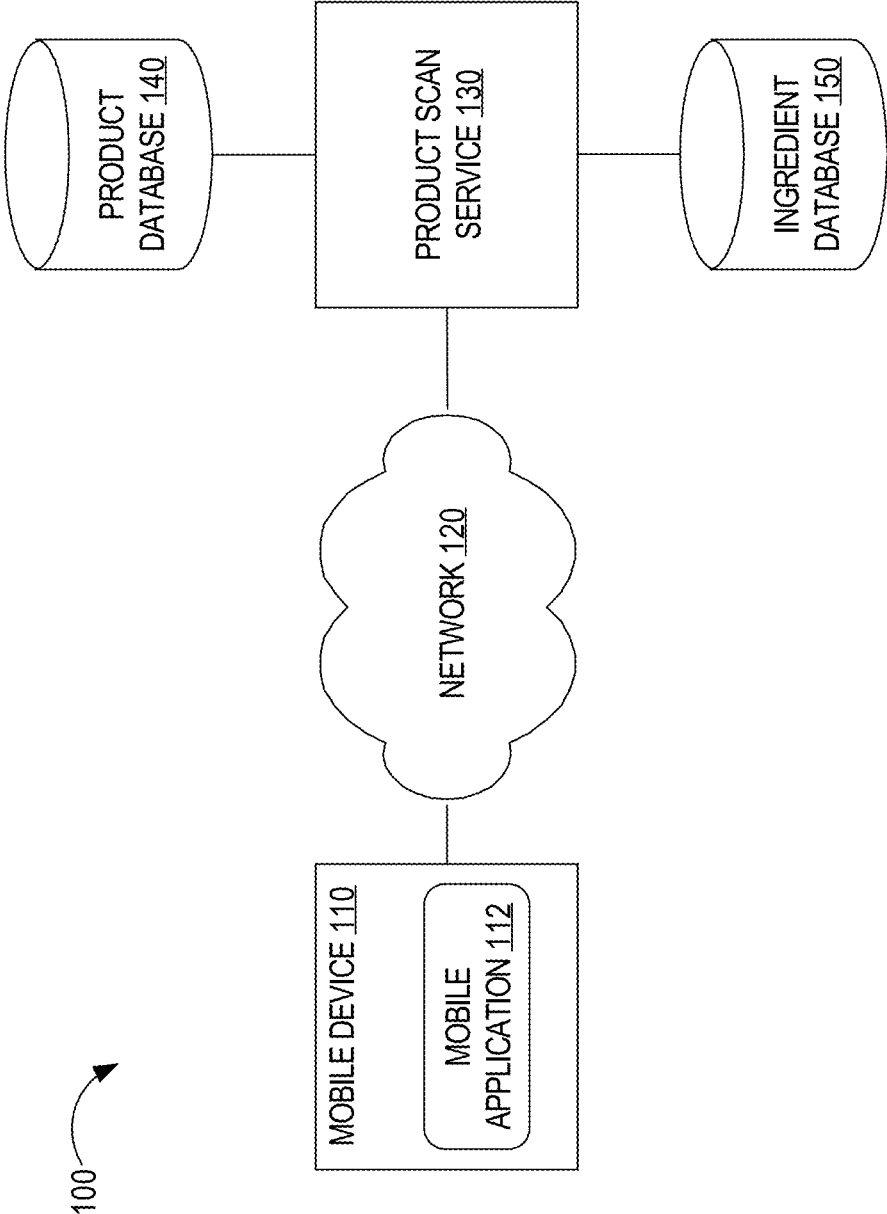 100
MOBILE DEVICE 110
MOBILE
APPLICATION 112
NETWORK 120
PRODUCT SCAN
SERVICE 130
PRODUCT
DATABASE 140
INGREDIENT
DATABASE 150